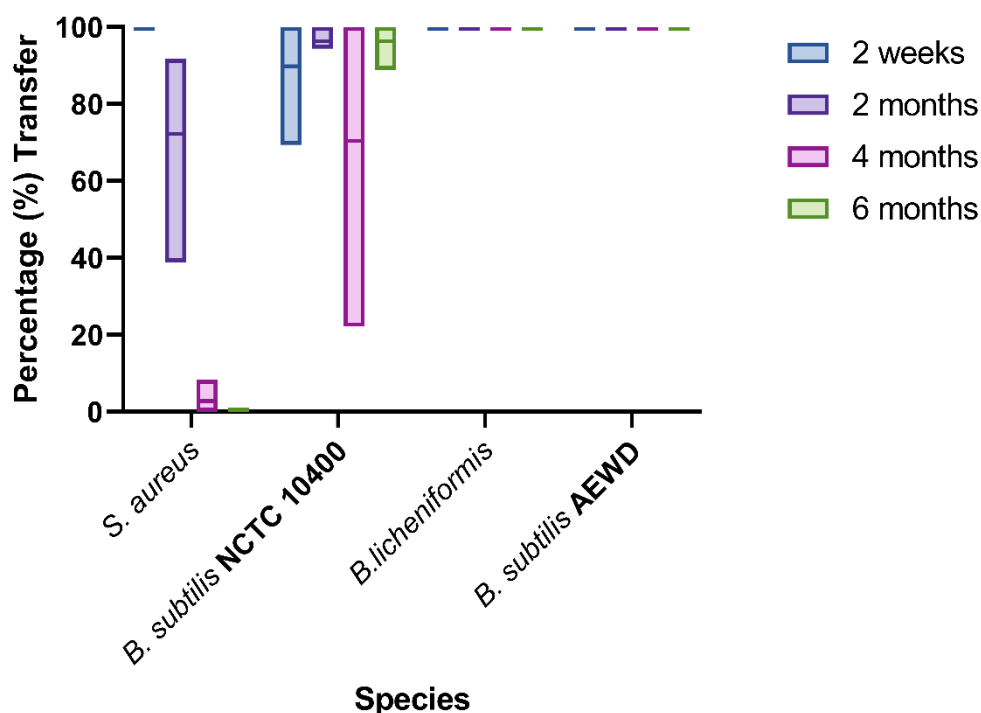 Percentage (%) Transfer
100
80
60
40
20
0
S. aureus
B. subtilis NCTC 10400
B.licheniformis
B. subtilis AEWD
Species
2 weeks
2 months
4 months
6 months